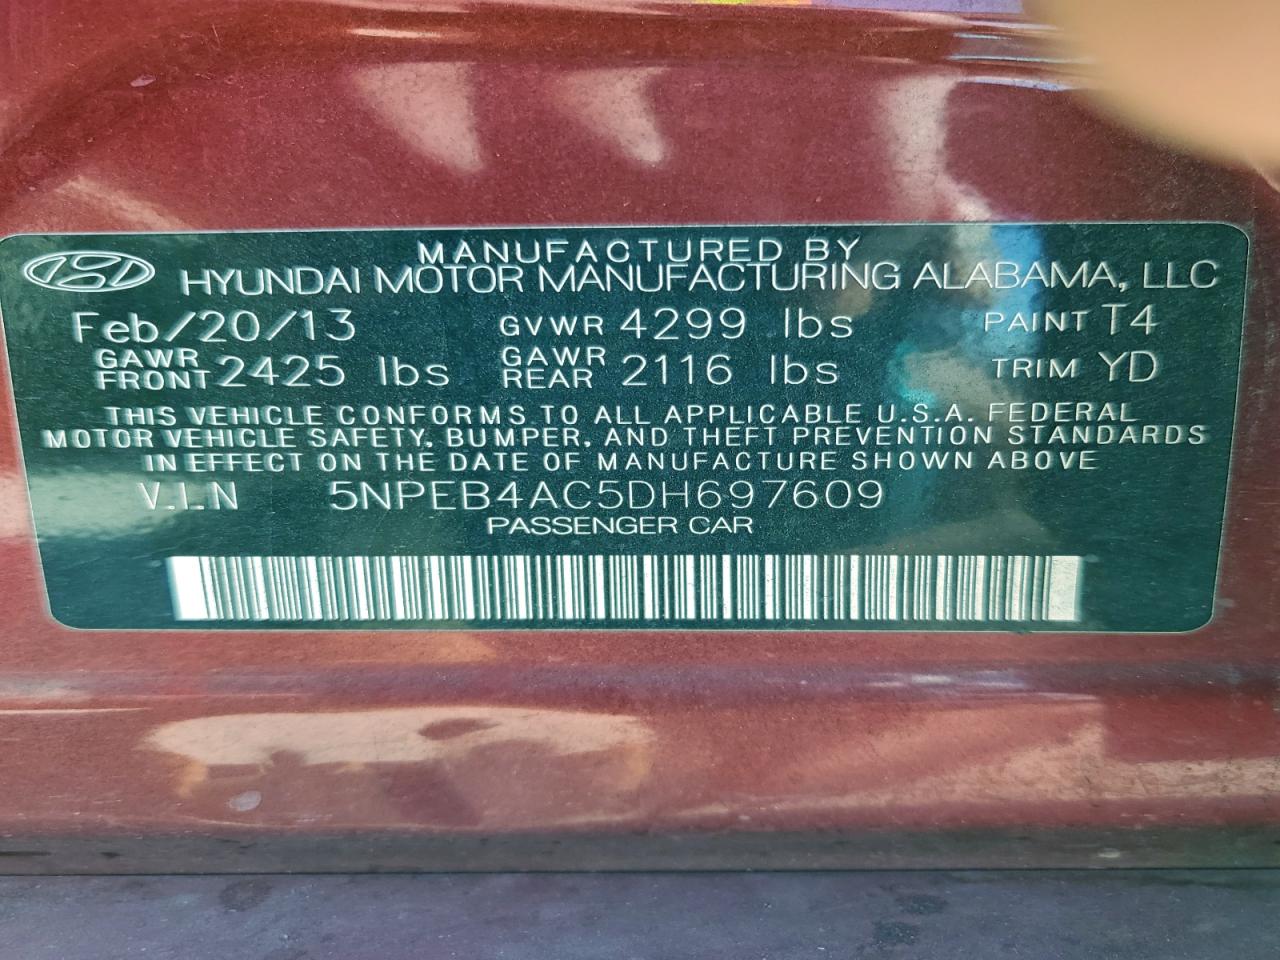 MANUFACTURED BY
HYUNDAI MOTOR MANUFACTURING ALABAMA, LLC
Feb/20/13 GVWR 4299 lbs PAINT T4
GAWR FRONT 2425 lbs GAWR REAR 2116 lbs TRIM YD
THIS VEHICLE CONFORMS TO ALL APPLICABLE U.S.A. FEDERAL
MOTOR VEHICLE SAFETY, BUMPER, AND THEFT PREVENTION STANDARDS
IN EFFECT ON THE DATE OF MANUFACTURE SHOWN ABOVE
V.I.N 5NPEB4AC5DH697609
PASSENGER CAR